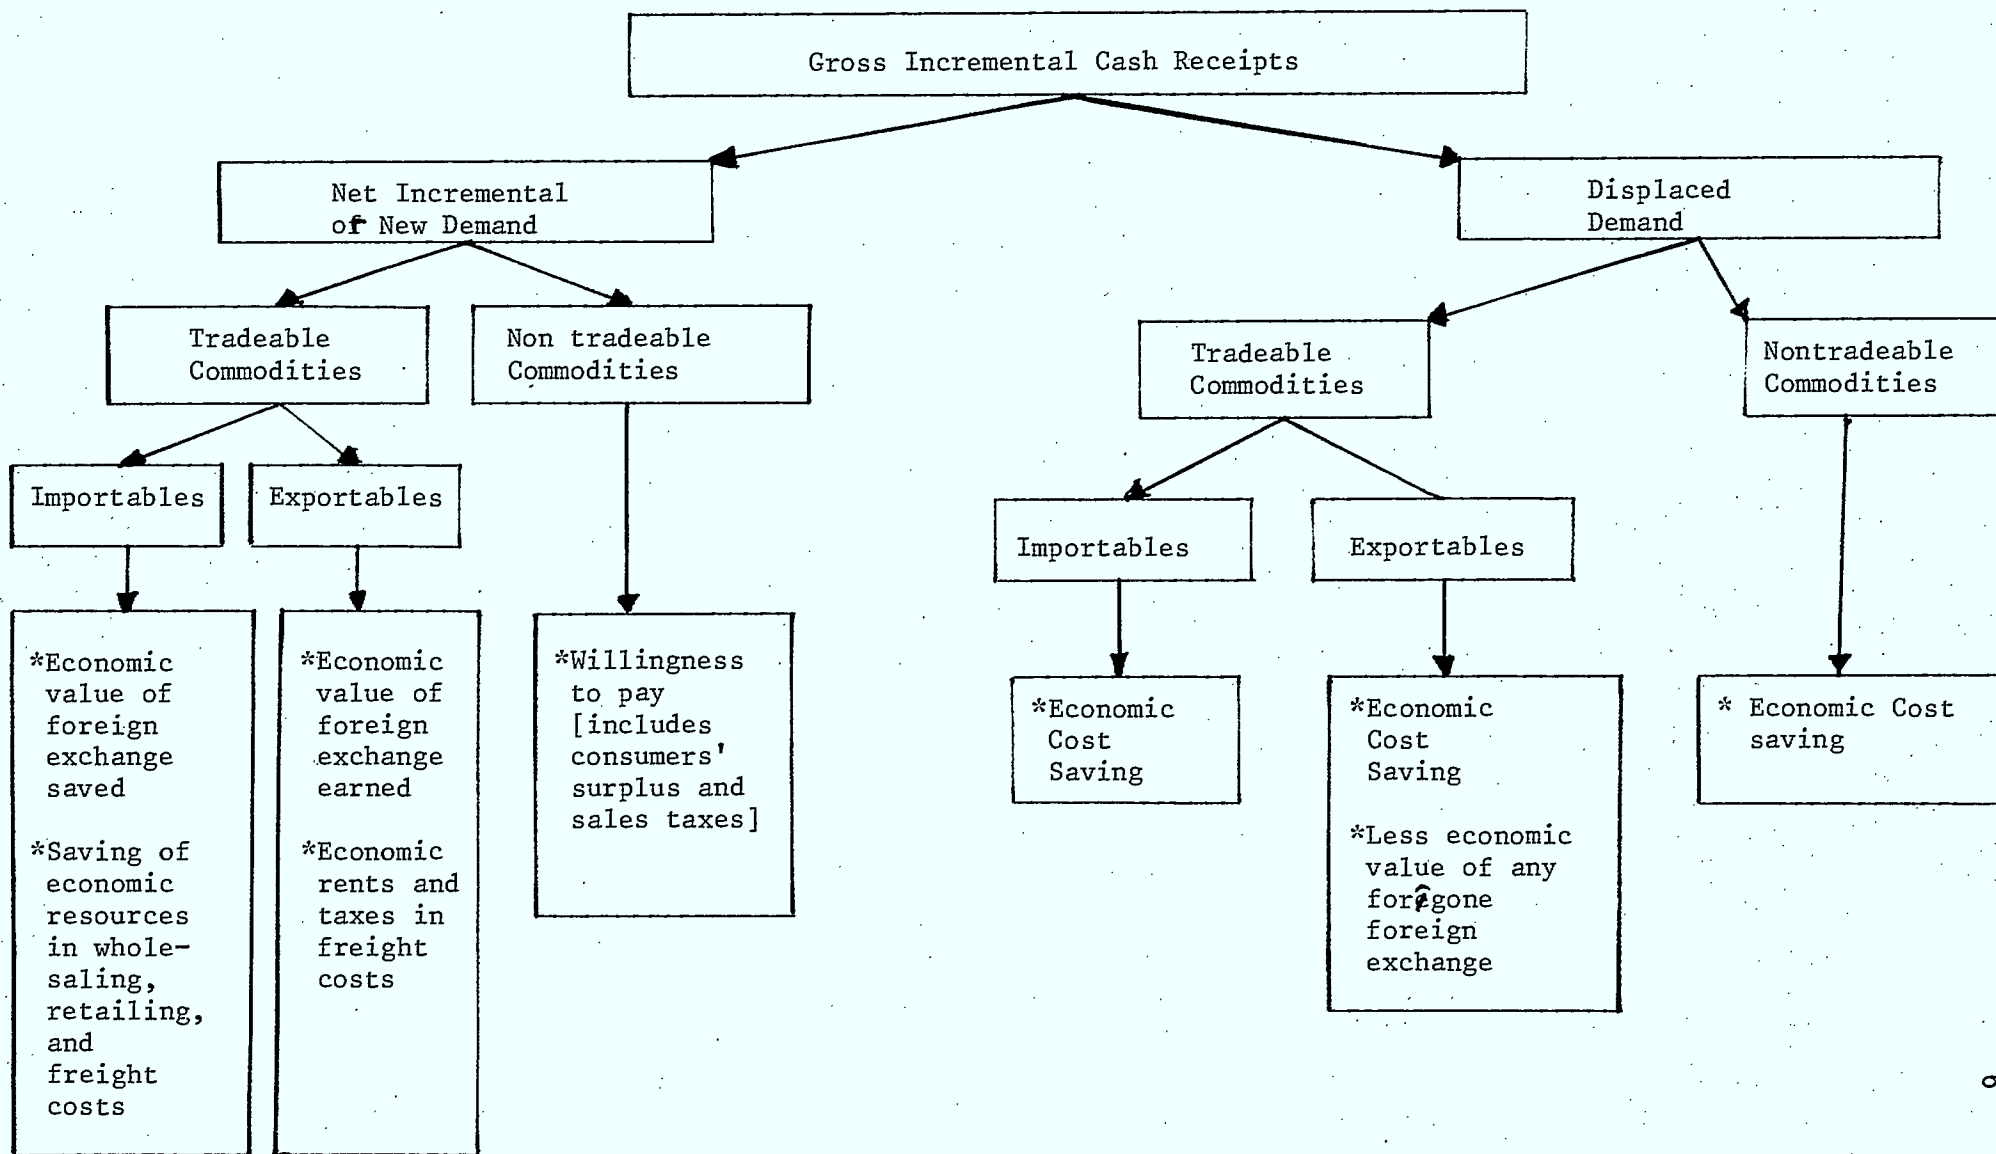 Gross Incremental Cash Receipts
Net Incremental
or New Demand
Displaced
Demand
Tradeable
Commodities
Non tradeable
Commodities
Tradeable
Commodities
Nontradeable
Commodities
Importables
Exportables
Importables
Exportables
*Economic
value of
foreign
exchange
saved
*Saving of
economic
resources
in whole-
saling,
retailing,
and
freight
costs
*Economic
value of
foreign
exchange
earned
*Economic
rents and
taxes in
freight
costs
*Willingness
to pay
[includes
consumers'
surplus and
sales taxes]
*Economic
Cost
Saving
*Economic
Cost
Saving
*Less economic
value of any
foregone
foreign
exchange
* Economic Cost
saving